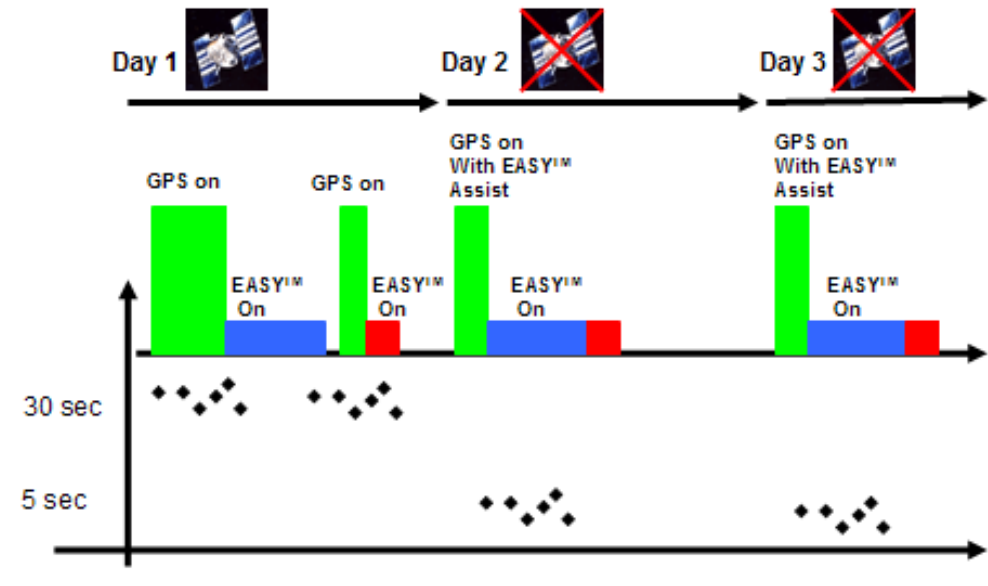 Day 1
Day 2
Day 3
GPS on
GPS on
GPS on
With EASY™
Assist
GPS on
With EASY™
Assist
EASY™
On
EASY™
On
EASY™
On
EASY™
On
30 sec
5 sec